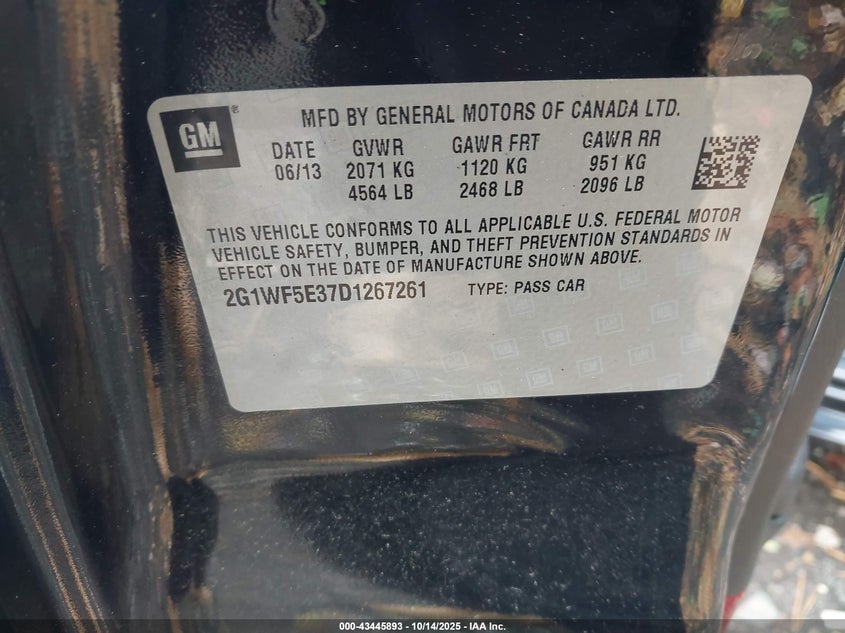 GM ®
MFD BY GENERAL MOTORS OF CANADA LTD.
DATE GVWR GAWR FRT GAWR RR
06/13 2071 KG 1120 KG 951 KG
4564 LB 2468 LB 2096 LB
THIS VEHICLE CONFORMS TO ALL APPLICABLE U.S. FEDERAL MOTOR
VEHICLE SAFETY, BUMPER, AND THEFT PREVENTION STANDARDS IN
EFFECT ON THE DATE OF MANUFACTURE SHOWN ABOVE.
2G1WF5E37D1267261 TYPE: PASS CAR
GM
000-43445893 - 10/14/2025 - IAA Inc.